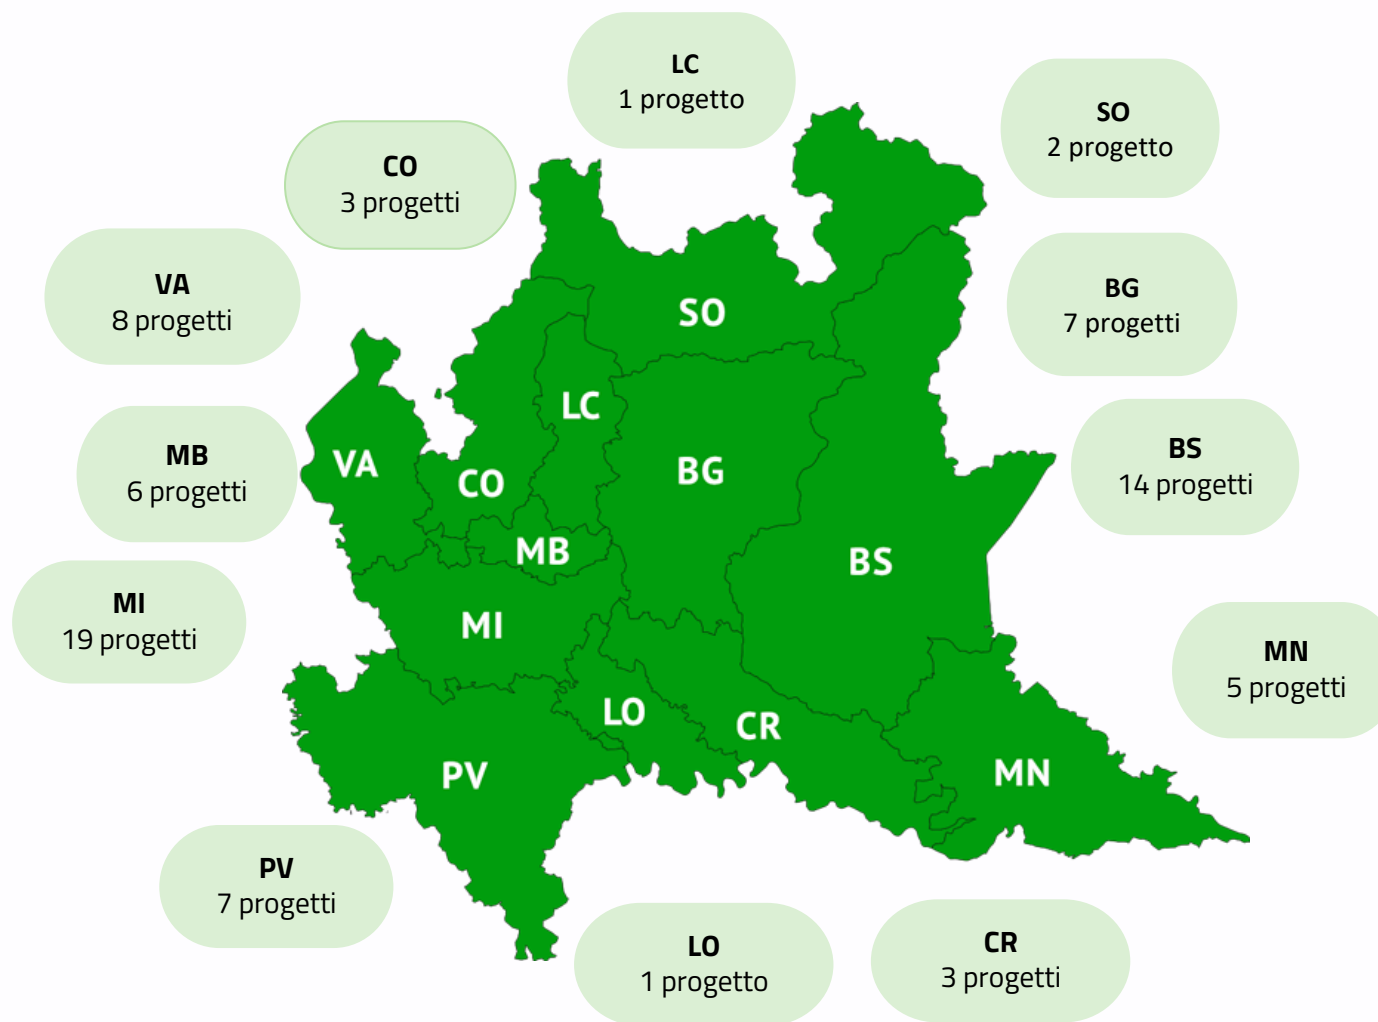 LC
1 progetto
SO
2 progetto
CO
3 progetti
VA
8 progetti
BG
7 progetti
MB
6 progetti
BS
14 progetti
MI
19 progetti
MN
5 progetti
PV
7 progetti
LO
1 progetto
CR
3 progetti
SO
LC
VA
CO
BG
MB
BS
MI
LO
CR
PV
MN